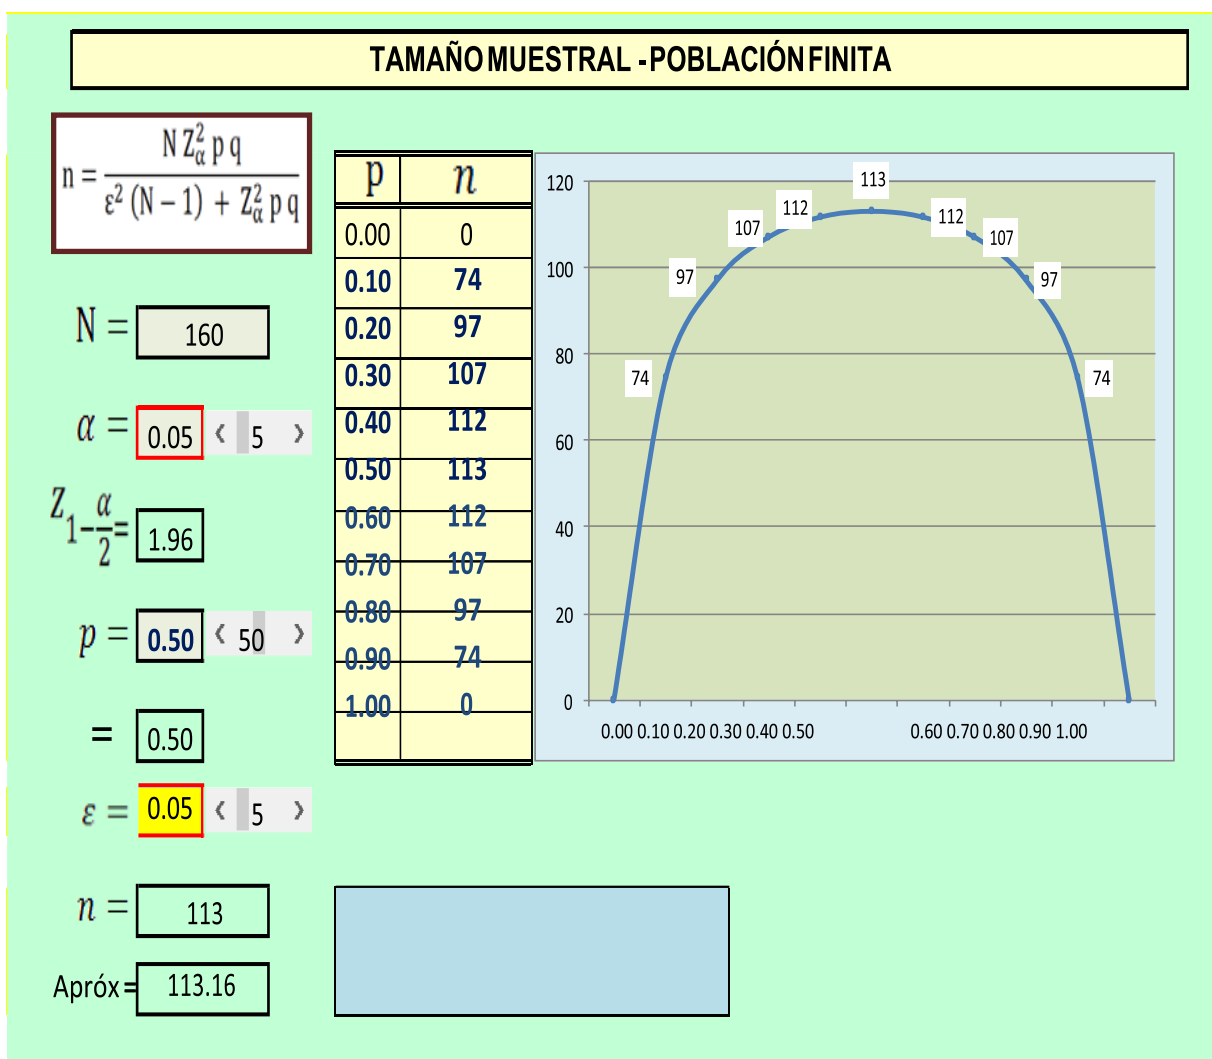 TAMAÑO MUESTRAL - POBLACIÓN FINITA
n = N Z²α p q / ε² (N − 1) + Z²α p q
N = 160
α = 0.05 5
Z 1−α/2 = 1.96
p = 0.50 50
= 0.50
ε = 0.05 5
n = 113
Apróx = 113.16
p n
0.00 0
0.10 74
0.20 97
0.30 107
0.40 112
0.50 113
0.60 112
0.70 107
0.80 97
0.90 74
1.00 0
120
100
80
60
40
20
0
74
97
107
112
113
112
107
97
74
0.00 0.10 0.20 0.30 0.40 0.50 0.60 0.70 0.80 0.90 1.00